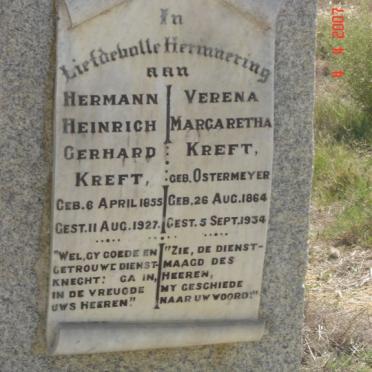 In
Liefdevolle Herinnering
aan
HERMANN
HEINRICH
GERHARD
KREFT,
GEB. 6 APRIL 1855
GEST. 11 AUG. 1927.
"WEL, GY GOEDE EN
GETROUWE DIENST-
KNECHT! GA IN,
IN DE VREUGDE
UWS HEEREN."
VERENA
MARGARETHA
KREFT,
GEB. OSTERMEYER
GEB. 26 AUG. 1864
GEST. 5 SEPT. 1934
"ZIE, DE DIENST-
MAAGD DES
HEEREN,
MY GESCHIEDE
NAAR UW WOORD!"
8 4 2007